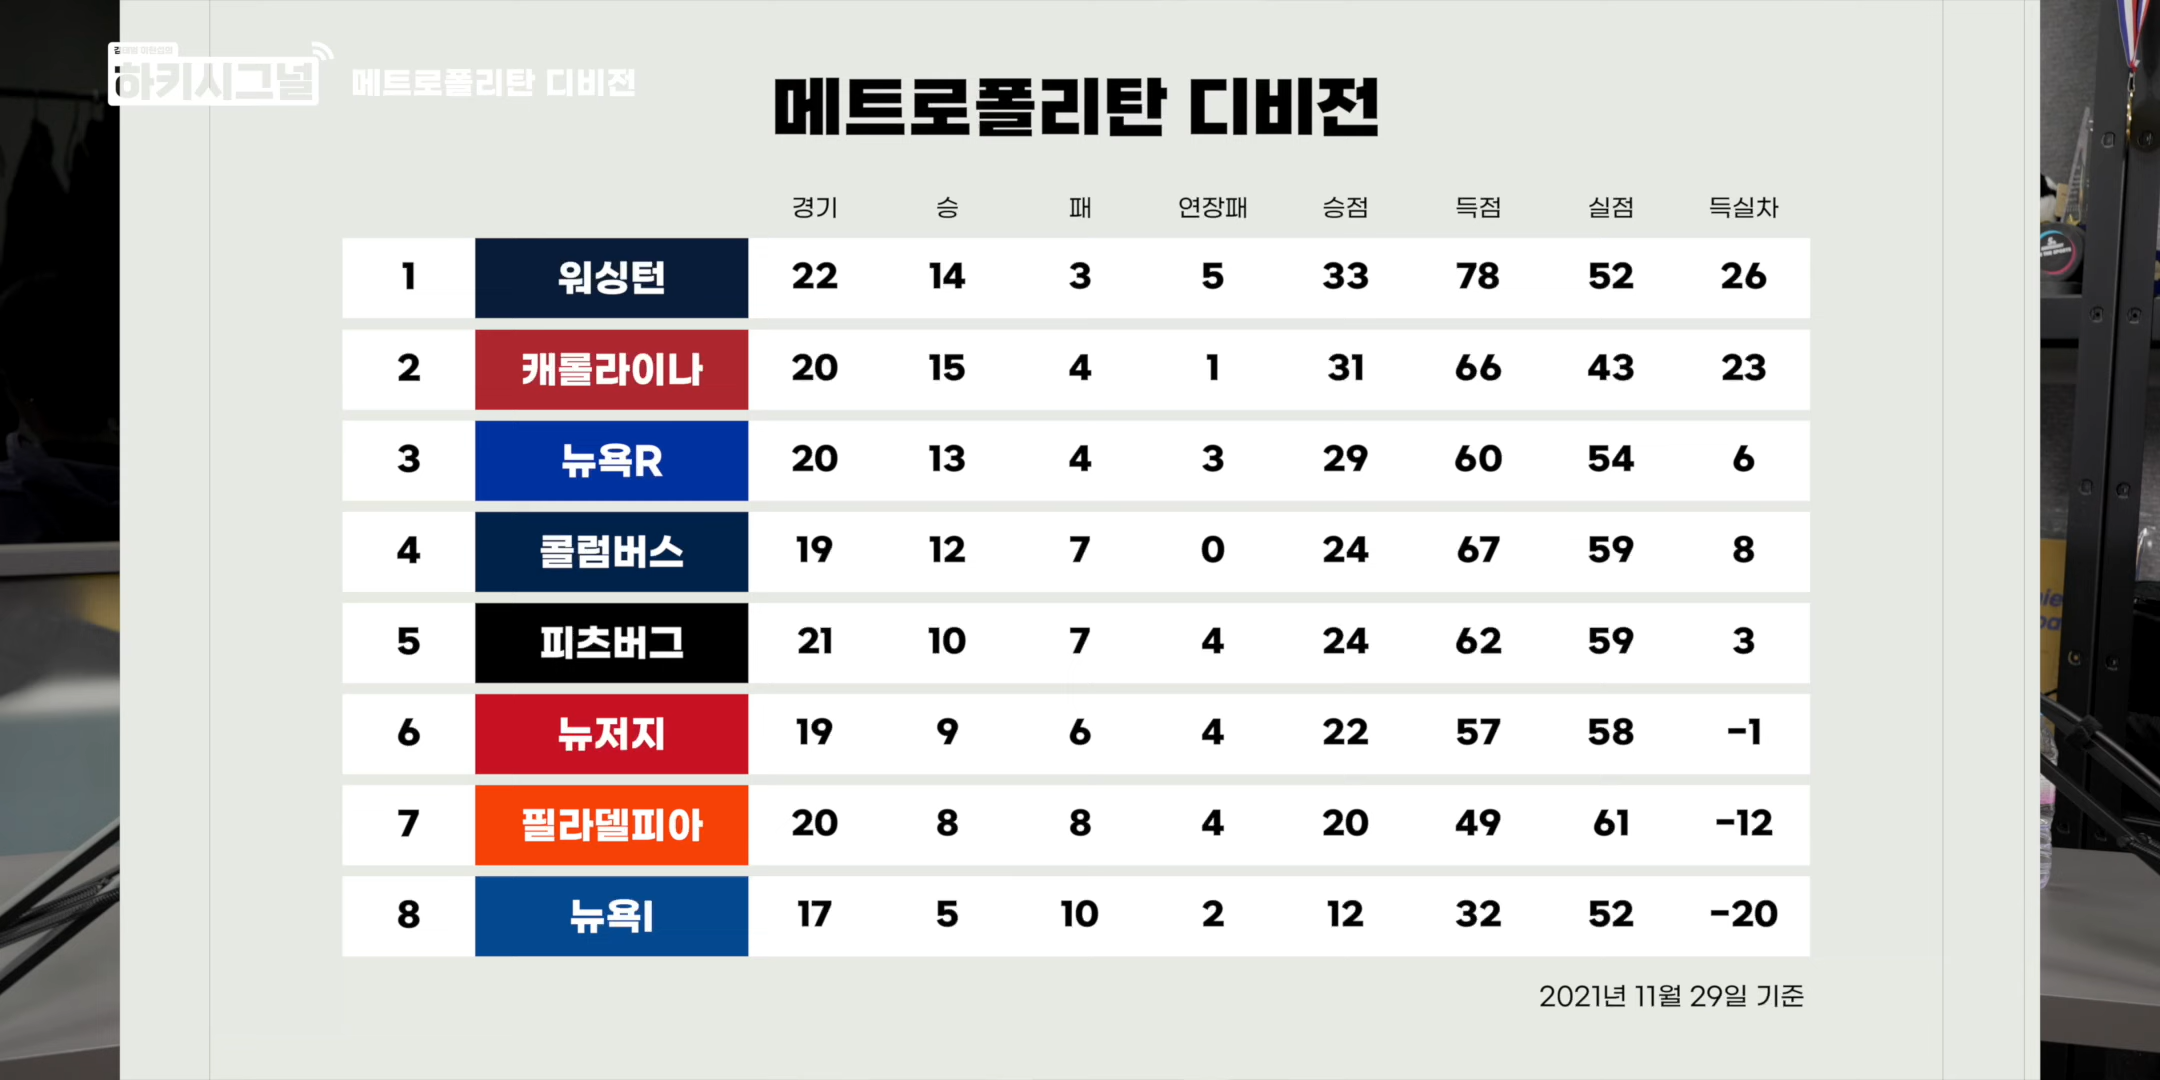 하키시그널
메트로폴리탄 디비전
메트로폴리탄 디비전
경기 승 패 연장패 승점 득점 실점 득실차
1 워싱턴 22 14 3 5 33 78 52 26
2 캐롤라이나 20 15 4 1 31 66 43 23
3 뉴욕R 20 13 4 3 29 60 54 6
4 콜럼버스 19 12 7 0 24 67 59 8
5 피츠버그 21 10 7 4 24 62 59 3
6 뉴저지 19 9 6 4 22 57 58 -1
7 필라델피아 20 8 8 4 20 49 61 -12
8 뉴욕I 17 5 10 2 12 32 52 -20
2021년 11월 29일 기준